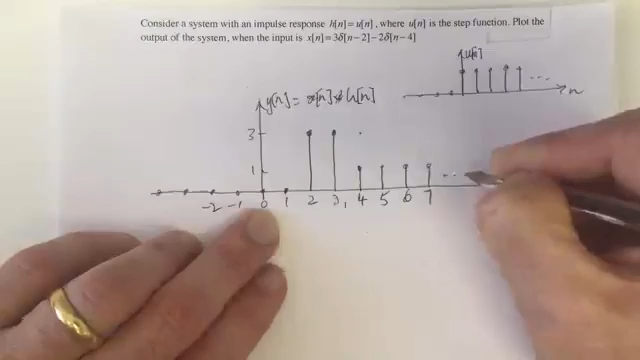 Consider a system with an impulse response h[n]=u[n], where u[n] is the step function. Plot the
output of the system, when the input is x[n]=3δ[n−2]−2δ[n−4]
u[n]
... n
y[n] = x[n] * h[n]
3
1
...
-2 -1 0 1 2 3 4 5 6 7